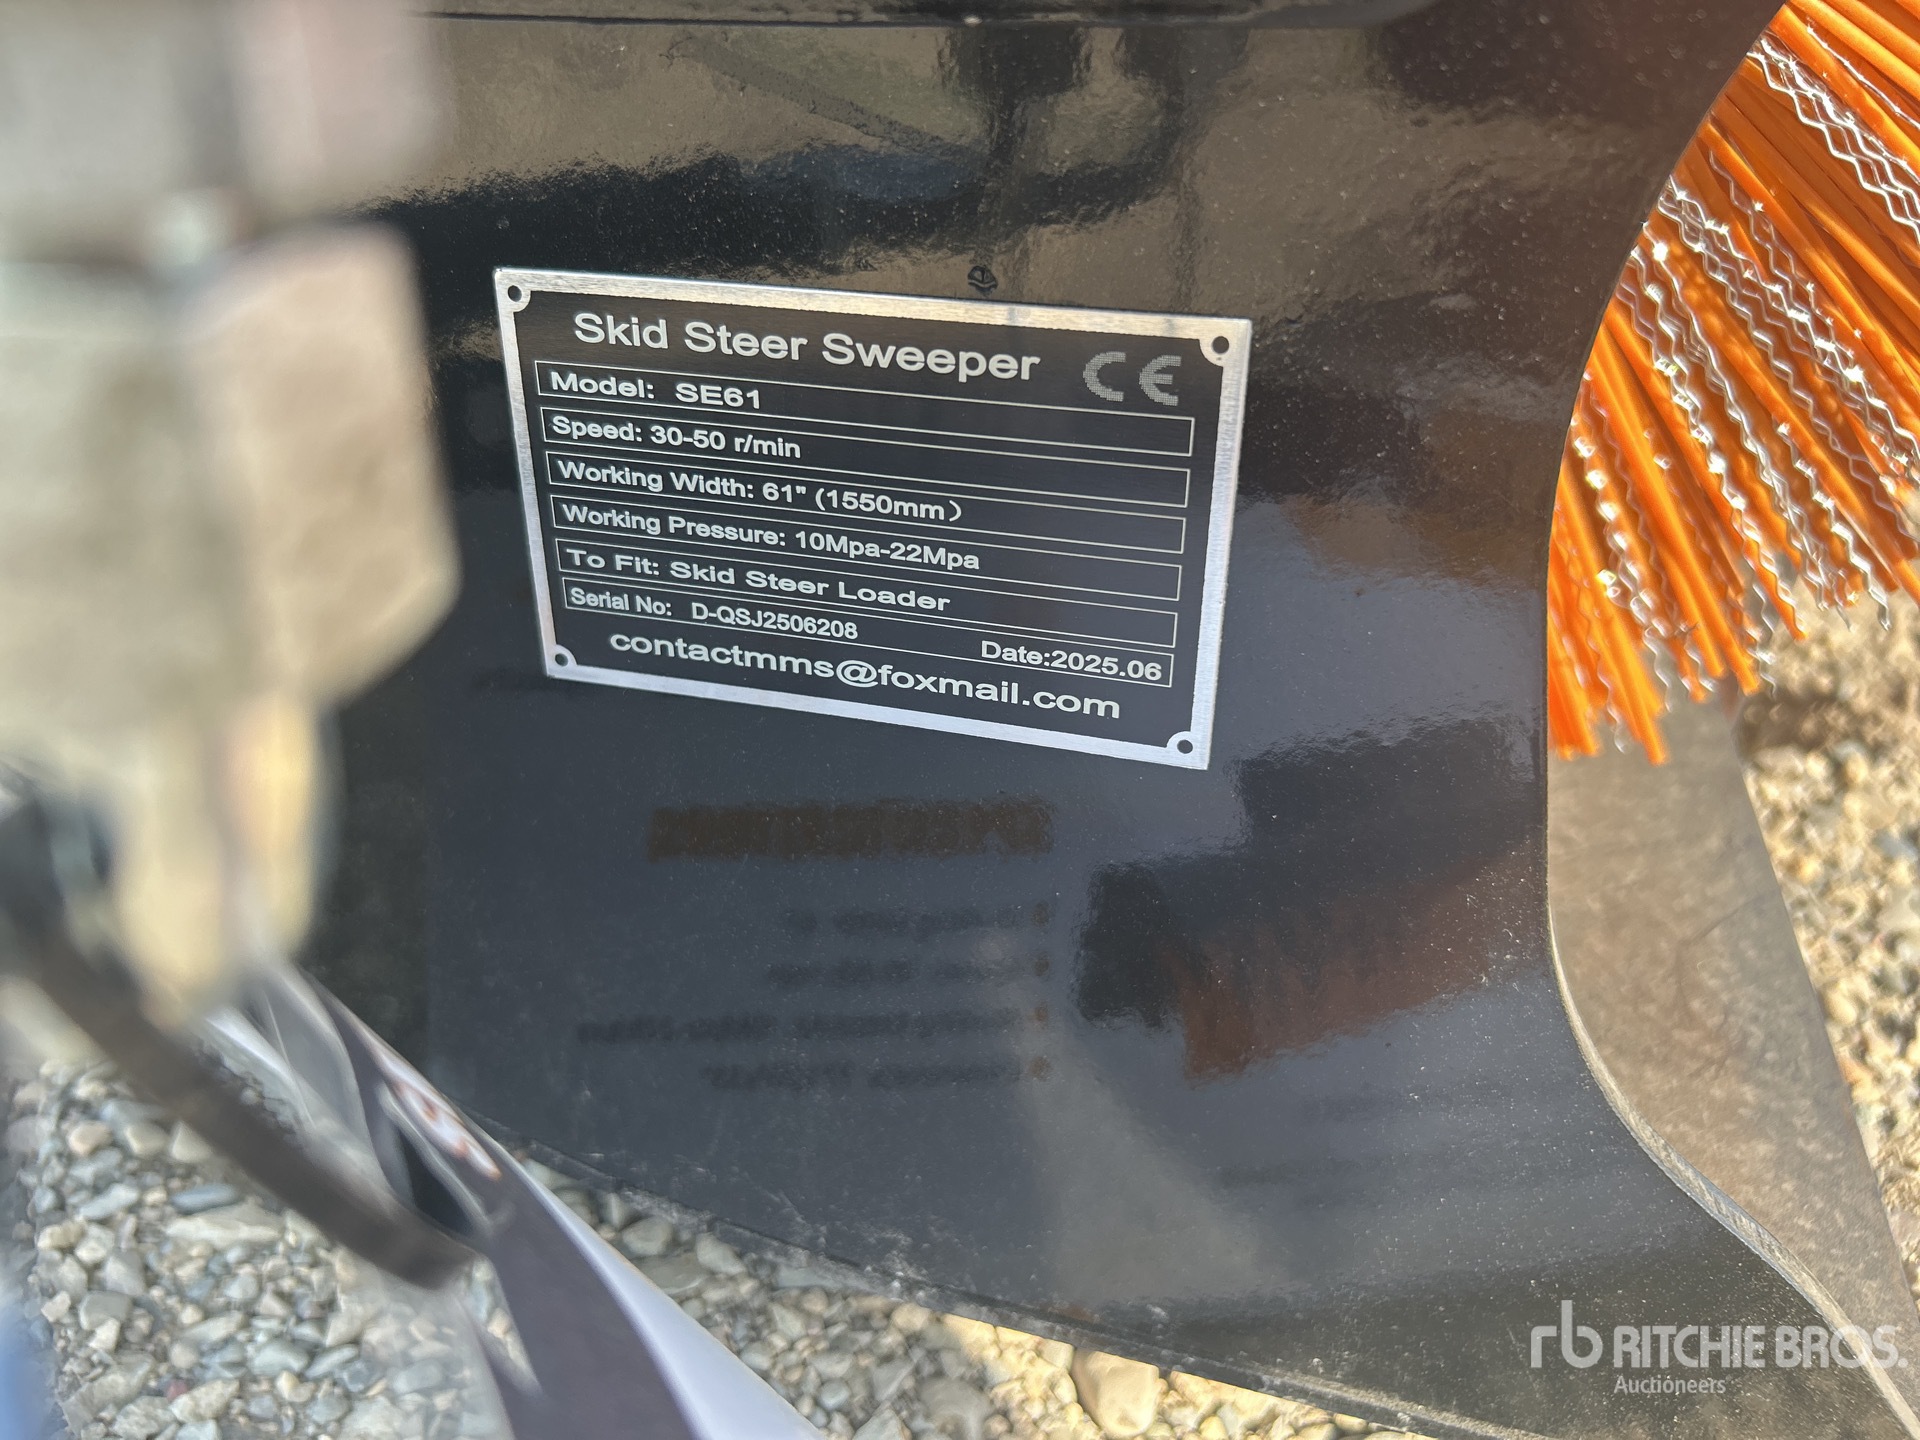 Skid Steer Sweeper CE
Model: SE61
Speed: 30-50 r/min
Working Width: 61" (1550mm)
Working Pressure: 10Mpa-22Mpa
To Fit: Skid Steer Loader
Serial No: D-QSJ2506208 Date:2025.06
contactmms@foxmail.com
rb RITCHIE BROS.
Auctioneers